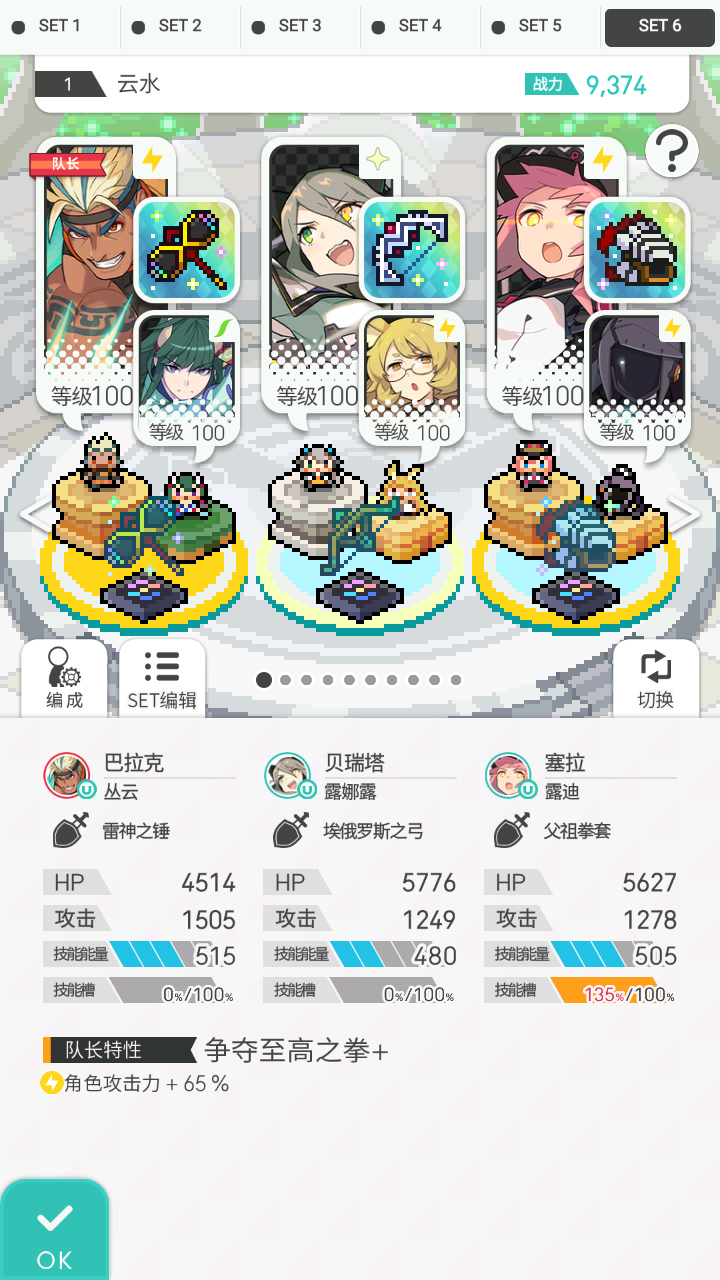 SET 1
SET 2
SET 3
SET 4
SET 5
SET 6
1 云水 战力 9,374
?
队长
等级100
等级 100
等级100
等级 100
等级100
等级 100
编成
SET编辑
切换
巴拉克
丛云
雷神之锤
HP 4514
攻击 1505
技能能量 515
技能槽 0%/100%
贝瑞塔
露娜露
埃俄罗斯之弓
HP 5776
攻击 1249
技能能量 480
技能槽 0%/100%
塞拉
露迪
父祖拳套
HP 5627
攻击 1278
技能能量 505
技能槽 135%/100%
队长特性 争夺至高之拳+
角色攻击力 + 65 %
OK